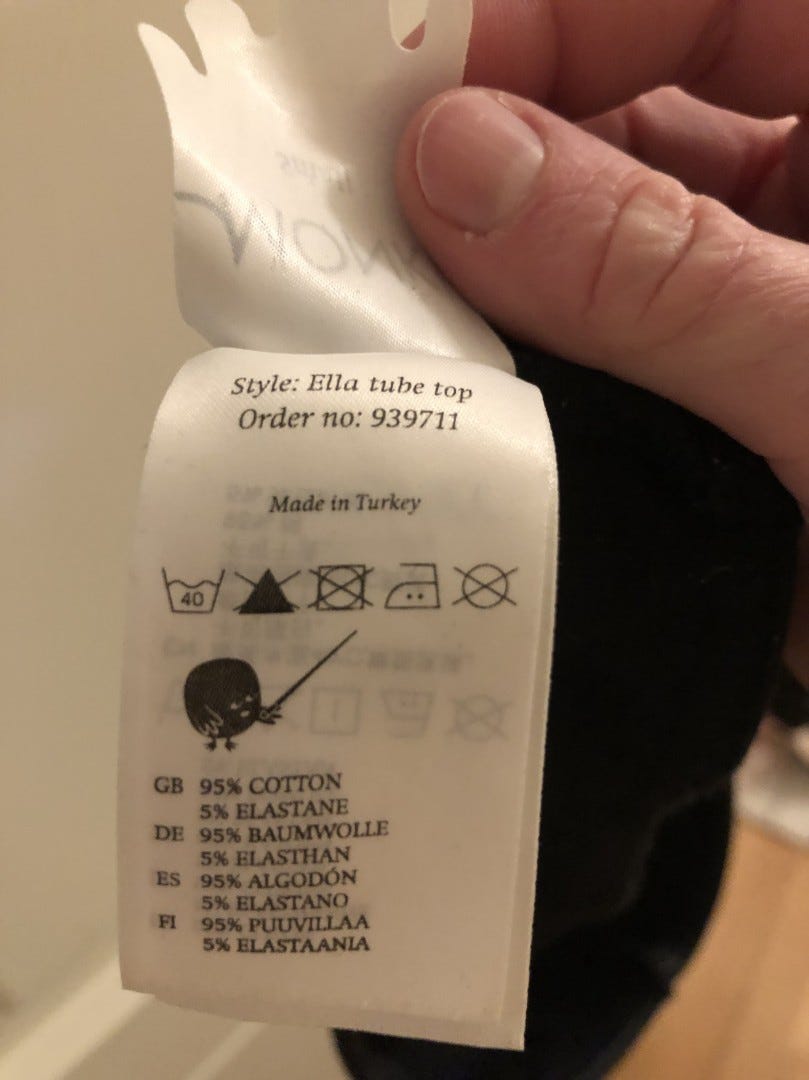 Style: Ella tube top
Order no: 939711
Made in Turkey
40
GB 95% COTTON
5% ELASTANE
DE 95% BAUMWOLLE
5% ELASTHAN
ES 95% ALGODÓN
5% ELASTANO
FI 95% PUUVILLAA
5% ELASTAANIA